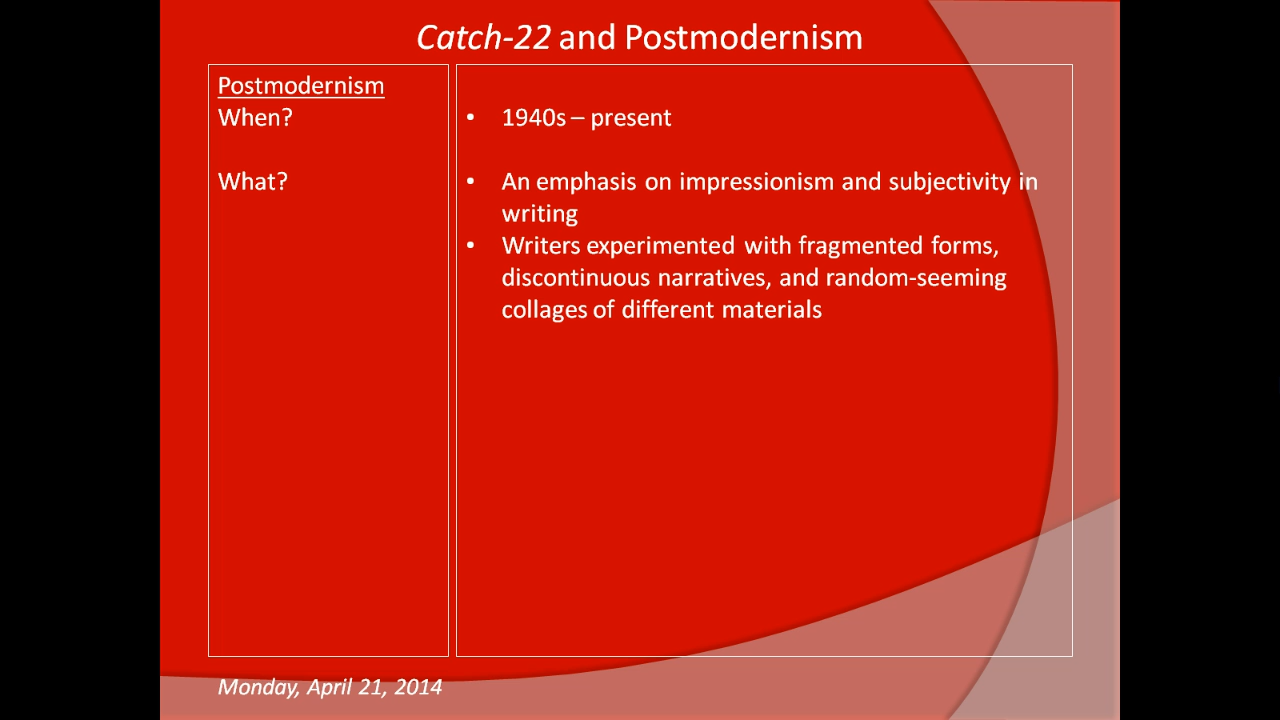 Catch-22 and Postmodernism
Postmodernism
When?
• 1940s – present
What?
• An emphasis on impressionism and subjectivity in
writing
• Writers experimented with fragmented forms,
discontinuous narratives, and random-seeming
collages of different materials
Monday, April 21, 2014